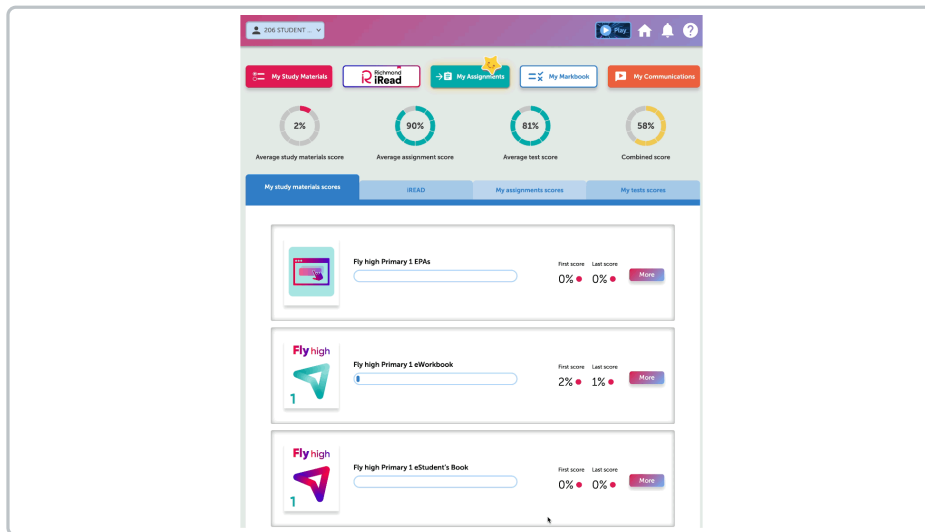 206 STUDENT ...
Play
?
My Study Materials
Richmond
iRead
My Assignments
My Markbook
My Communications
2%
90%
81%
58%
Average study materials score
Average assignment score
Average test score
Combined score
My study materials scores
IREAD
My assignments scores
My tests scores
Fly high Primary 1 EPAs
First score
Last score
0%
0%
More
Fly high
1
Fly high Primary 1 eWorkbook
First score
Last score
2%
1%
More
Fly high
1
Fly high Primary 1 eStudent's Book
First score
Last score
0%
0%
More